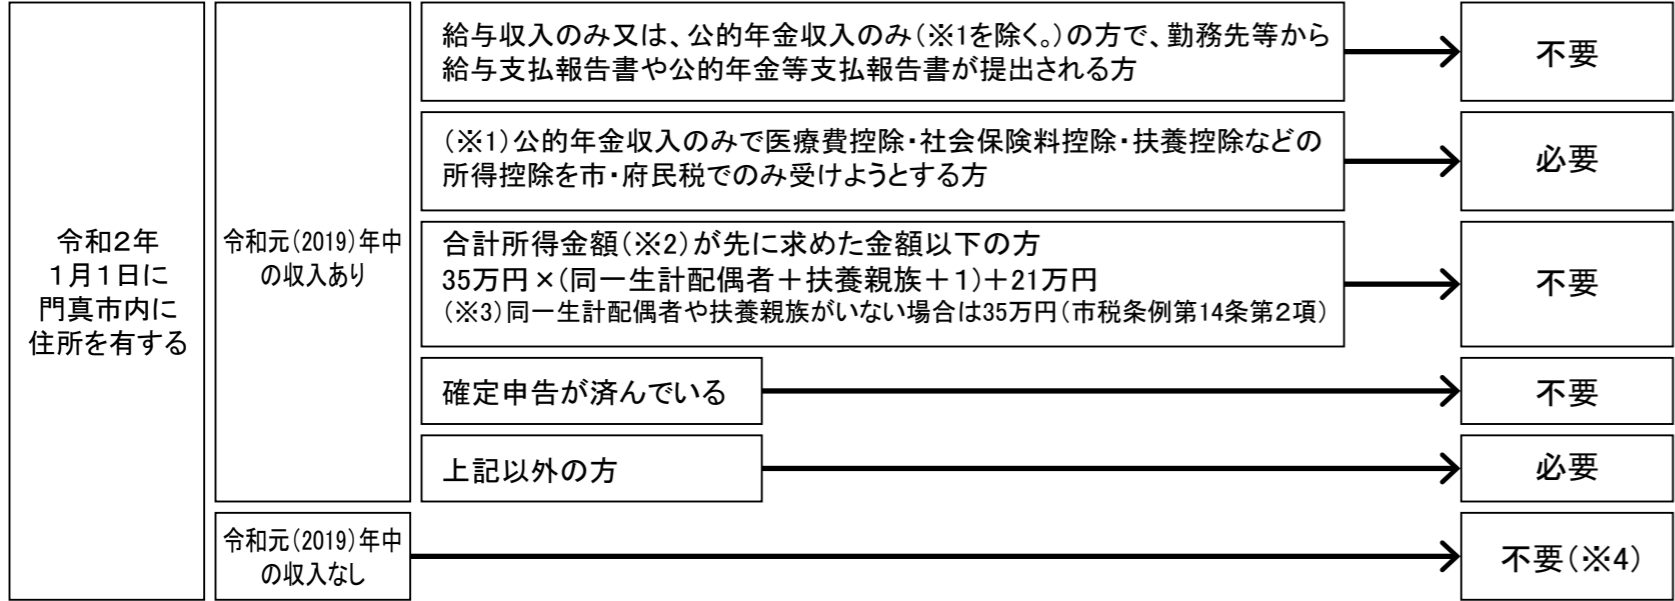 令和２年
１月１日に
門真市内に
住所を有する
令和元（2019）年中
の収入あり
給与収入のみ又は、公的年金収入のみ（※1を除く。）の方で、勤務先等から
給与支払報告書や公的年金等支払報告書が提出される方
不要
（※1）公的年金収入のみで医療費控除・社会保険料控除・扶養控除などの
所得控除を市・府民税でのみ受けようとする方
必要
合計所得金額（※2）が先に求めた金額以下の方
35万円×（同一生計配偶者＋扶養親族＋1）＋21万円
（※3）同一生計配偶者や扶養親族がいない場合は35万円（市税条例第14条第２項）
不要
確定申告が済んでいる
不要
上記以外の方
必要
令和元（2019）年中
の収入なし
不要（※4）